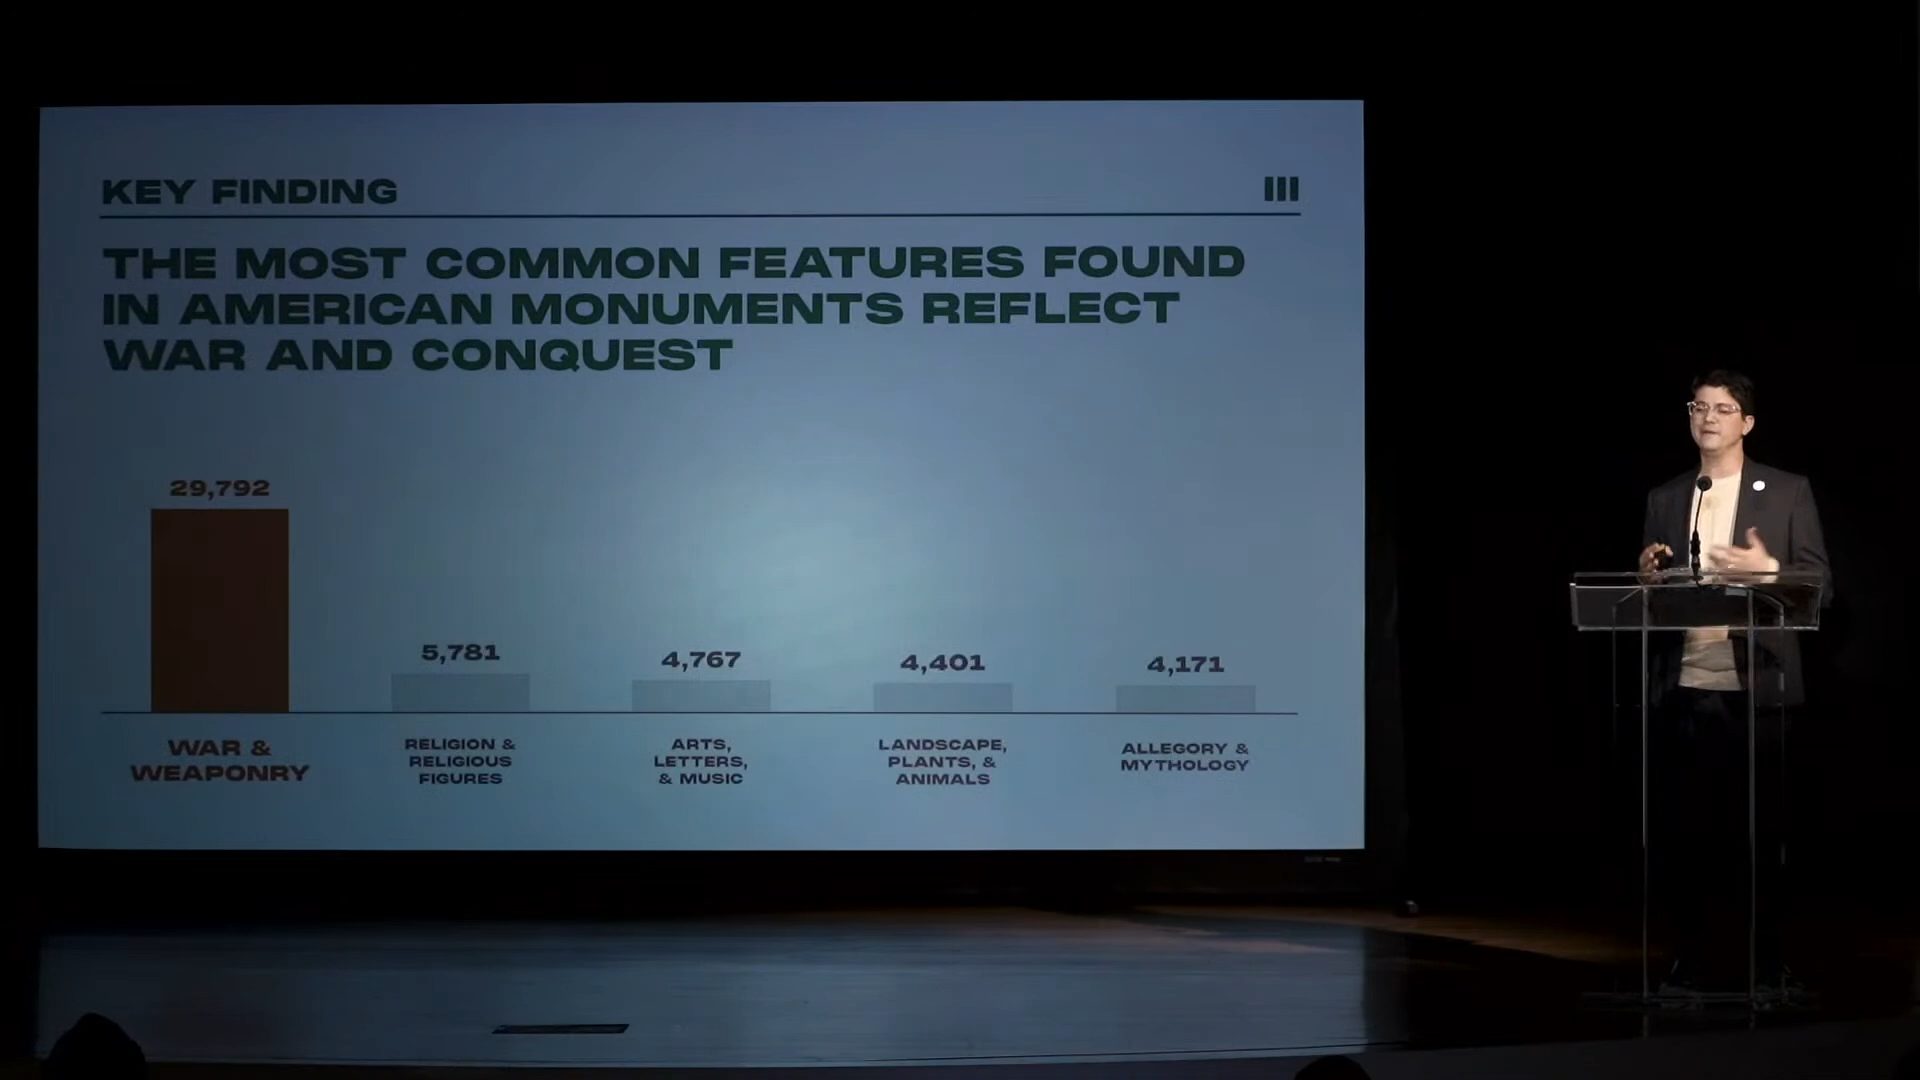 KEY FINDING
III
THE MOST COMMON FEATURES FOUND
IN AMERICAN MONUMENTS REFLECT
WAR AND CONQUEST
29,792
5,781
4,767
4,401
4,171
WAR &
WEAPONRY
RELIGION &
RELIGIOUS
FIGURES
ARTS,
LETTERS,
& MUSIC
LANDSCAPE,
PLANTS, &
ANIMALS
ALLEGORY &
MYTHOLOGY